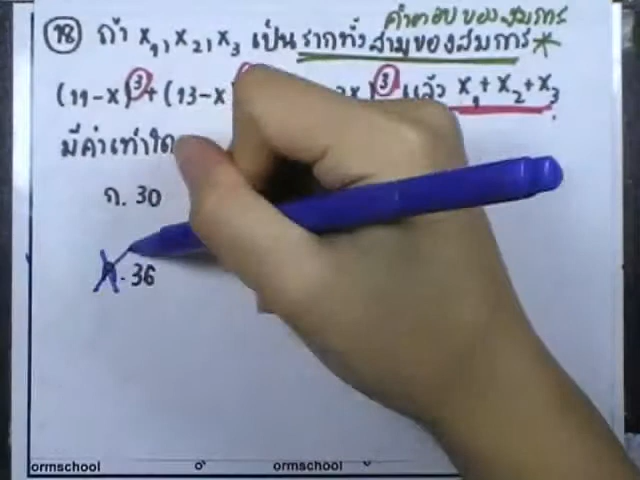 คำตอบของสมการ
18 ถ้า x₁, x₂, x₃ เป็นรากทั้งสามของสมการ *
(11-x)³ + (13-x) x)³ แล้ว x₁ + x₂ + x₃
มีค่าเท่าใด
ก. 30
. 36
ormschool ormschool